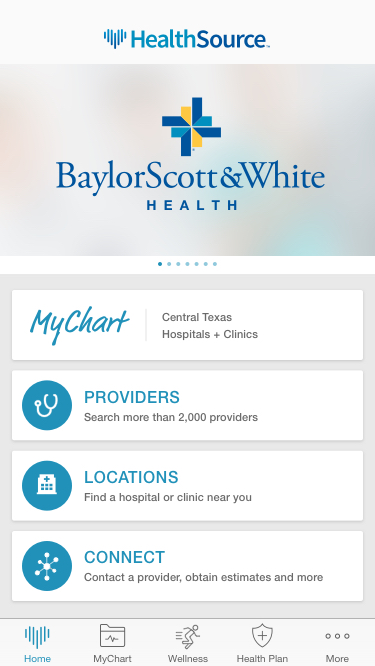 HealthSource™
BaylorScott&White
HEALTH
MyChart
Central Texas
Hospitals + Clinics
PROVIDERS
Search more than 2,000 providers
LOCATIONS
Find a hospital or clinic near you
CONNECT
Contact a provider, obtain estimates and more
Home MyChart Wellness Health Plan More